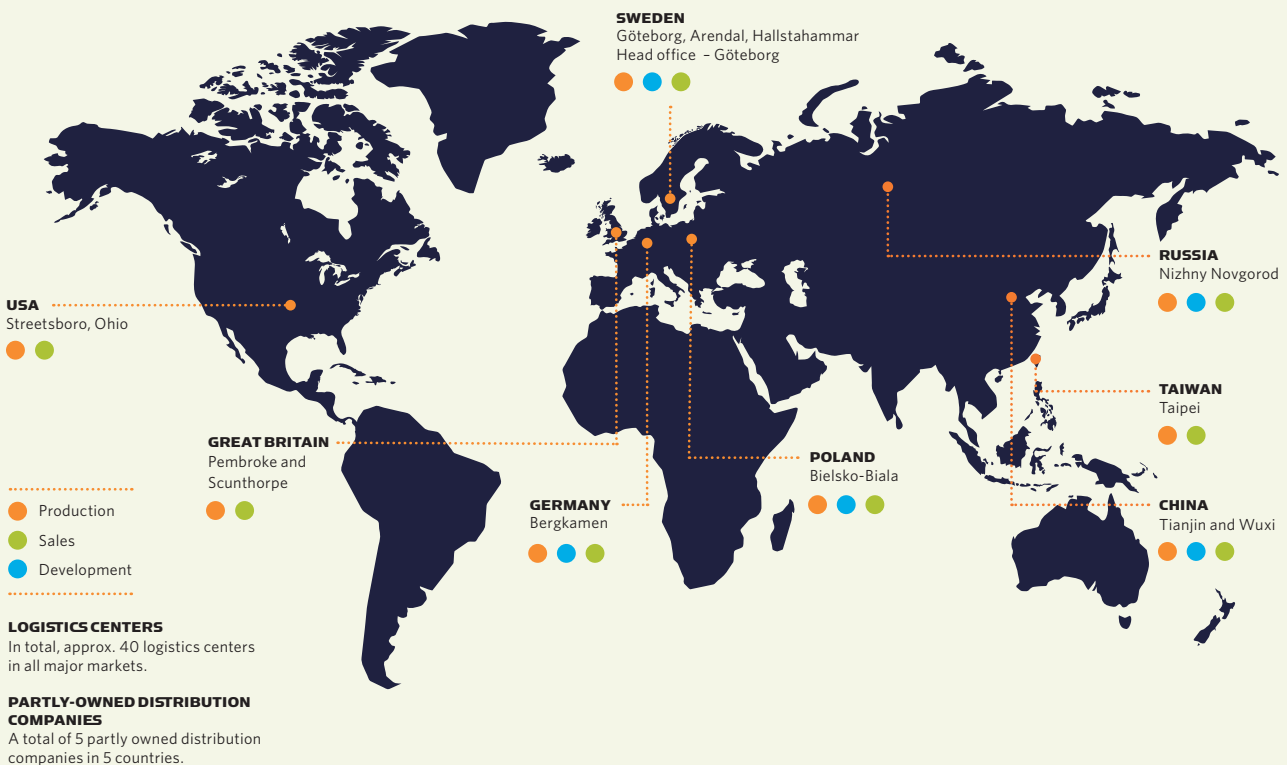 SWEDEN
Göteborg, Arendal, Hallstahammar
Head office – Göteborg
USA
Streetsboro, Ohio
RUSSIA
Nizhny Novgorod
TAIWAN
Taipei
GREAT BRITAIN
Pembroke and
Scunthorpe
GERMANY
Bergkamen
POLAND
Bielsko-Biala
CHINA
Tianjin and Wuxi
Production
Sales
Development
LOGISTICS CENTERS
In total, approx. 40 logistics centers
in all major markets.
PARTLY-OWNED DISTRIBUTION
COMPANIES
A total of 5 partly owned distribution
companies in 5 countries.